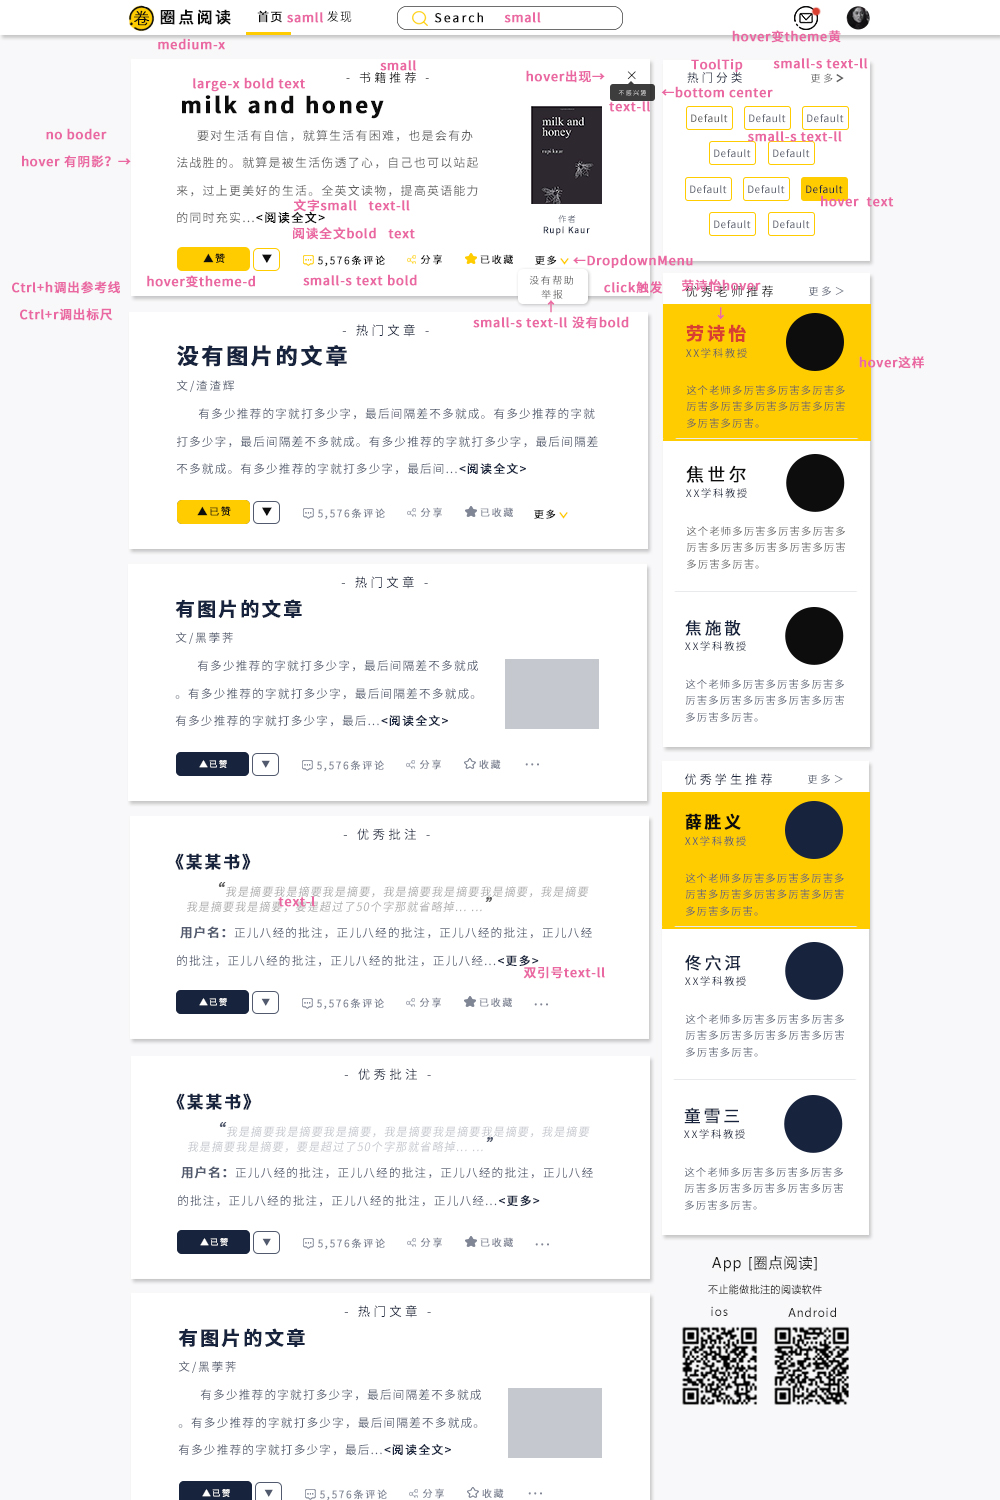 卷
圈点阅读
首页 samll 发现
Search small
hover变theme黄
medium-x
small
- 书籍推荐 -
hover出现→
不感兴趣
←bottom center
text-ll
large-x bold text
milk and honey
要对生活有自信，就算生活有困难，也是会有办
法战胜的。就算是被生活伤透了心，自己也可以站起
来，过上更美好的生活。全英文读物，提高英语能力
的同时充实...<阅读全文>
文字small text-ll
阅读全文bold text
milk and
honey
rupi kaur
作者
Rupl Kaur
no boder
hover 有阴影？→
▲赞
▼
5,576条评论
分享
已收藏
更多
←DropdownMenu
没有帮助
举报
click触发
↑
small-s text-ll 没有bold
hover变theme-d
small-s text bold
Ctrl+h调出参考线
Ctrl+r调出标尺
ToolTip
small-s text-ll
热门分类
更多>
Default
Default
Default
small-s text-ll
Default
Default
Default
Default
Default
hover text
Default
Default
- 热门文章 -
没有图片的文章
文/渣渣辉
有多少推荐的字就打多少字，最后间隔差不多就成。有多少推荐的字就
打多少字，最后间隔差不多就成。有多少推荐的字就打多少字，最后间隔差
不多就成。有多少推荐的字就打多少字，最后间...<阅读全文>
▲已赞
▼
5,576条评论
分享
已收藏
更多
劳诗怡hover
优秀老师推荐
更多>
↓
劳诗怡
XX学科教授
hover这样
这个老师多厉害多厉害多厉害多
厉害多厉害多厉害多厉害多厉害
多厉害多厉害。
焦世尔
XX学科教授
这个老师多厉害多厉害多厉害多
厉害多厉害多厉害多厉害多厉害
多厉害多厉害。
焦施散
XX学科教授
这个老师多厉害多厉害多厉害多
厉害多厉害多厉害多厉害多厉害
多厉害多厉害。
- 热门文章 -
有图片的文章
文/黑荸荠
有多少推荐的字就打多少字，最后间隔差不多就成
。有多少推荐的字就打多少字，最后间隔差不多就成。
有多少推荐的字就打多少字，最后...<阅读全文>
▲已赞
▼
5,576条评论
分享
收藏
...
- 优秀批注 -
《某某书》
“我是摘要我是摘要我是摘要，我是摘要我是摘要我是摘要，我是摘要
我是摘要我是摘要，要是超过了50个字那就省略掉... ...”
text-l
用户名：正儿八经的批注，正儿八经的批注，正儿八经的批注，正儿八经
的批注，正儿八经的批注，正儿八经的批注，正儿八经...<更多>
双引号text-ll
▲已赞
▼
5,576条评论
分享
已收藏
...
优秀学生推荐
更多>
薛胜义
XX学科教授
这个老师多厉害多厉害多厉害多
厉害多厉害多厉害多厉害多厉害
多厉害多厉害。
佟穴洱
XX学科教授
这个老师多厉害多厉害多厉害多
厉害多厉害多厉害多厉害多厉害
多厉害多厉害。
童雪三
XX学科教授
这个老师多厉害多厉害多厉害多
厉害多厉害多厉害多厉害多厉害
多厉害多厉害。
- 优秀批注 -
《某某书》
“我是摘要我是摘要我是摘要，我是摘要我是摘要我是摘要，我是摘要
我是摘要我是摘要，要是超过了50个字那就省略掉... ...”
用户名：正儿八经的批注，正儿八经的批注，正儿八经的批注，正儿八经
的批注，正儿八经的批注，正儿八经的批注，正儿八经...<更多>
▲已赞
▼
5,576条评论
分享
已收藏
...
App [圈点阅读]
不止能做批注的阅读软件
ios
Android
- 热门文章 -
有图片的文章
文/黑荸荠
有多少推荐的字就打多少字，最后间隔差不多就成
。有多少推荐的字就打多少字，最后间隔差不多就成。
有多少推荐的字就打多少字，最后...<阅读全文>
▲已赞
▼
5,576条评论
分享
收藏
...